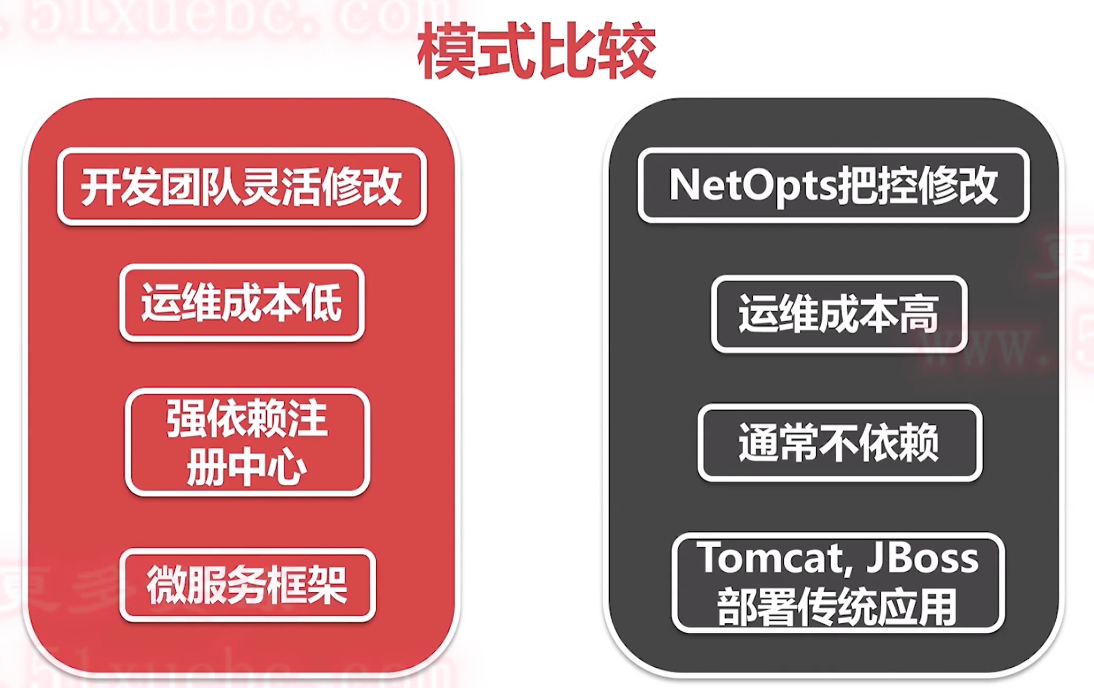 .51xuebc.com
模式比较
开发团队灵活修改
NetOpts把控修改
运维成本低
运维成本高
强依赖注
册中心
通常不依赖
微服务框架
Tomcat, JBoss
部署传统应用
更
www.5
更多
.51xuebc.com